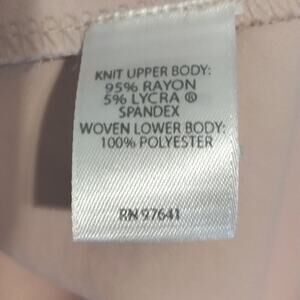 KNIT UPPER BODY:
95% RAYON
5% LYCRA ®
SPANDEX
WOVEN LOWER BODY:
100% POLYESTER
RN 97641